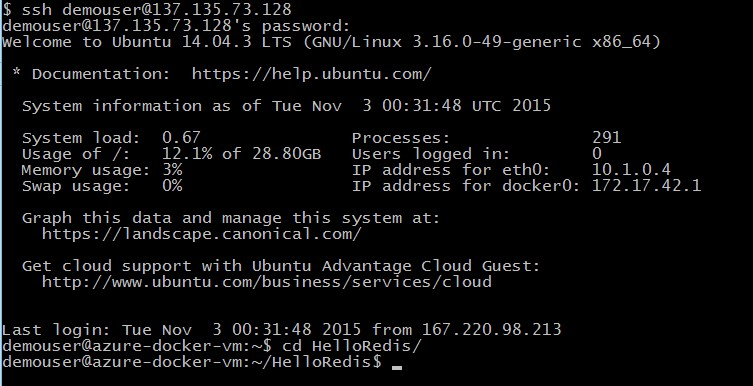 $ ssh demouser@137.135.73.128
demouser@137.135.73.128's password:
Welcome to Ubuntu 14.04.3 LTS (GNU/Linux 3.16.0-49-generic x86_64)
* Documentation:  https://help.ubuntu.com/
System information as of Tue Nov  3 00:31:48 UTC 2015
System load:  0.67              Processes:              291
Usage of /:   12.1% of 28.80GB  Users logged in:        0
Memory usage: 3%                IP address for eth0:    10.1.0.4
Swap usage:   0%                IP address for docker0: 172.17.42.1
Graph this data and manage this system at:
https://landscape.canonical.com/
Get cloud support with Ubuntu Advantage Cloud Guest:
http://www.ubuntu.com/business/services/cloud
Last login: Tue Nov  3 00:31:48 2015 from 167.220.98.213
demouser@azure-docker-vm:~$ cd HelloRedis/
demouser@azure-docker-vm:~/HelloRedis$ _